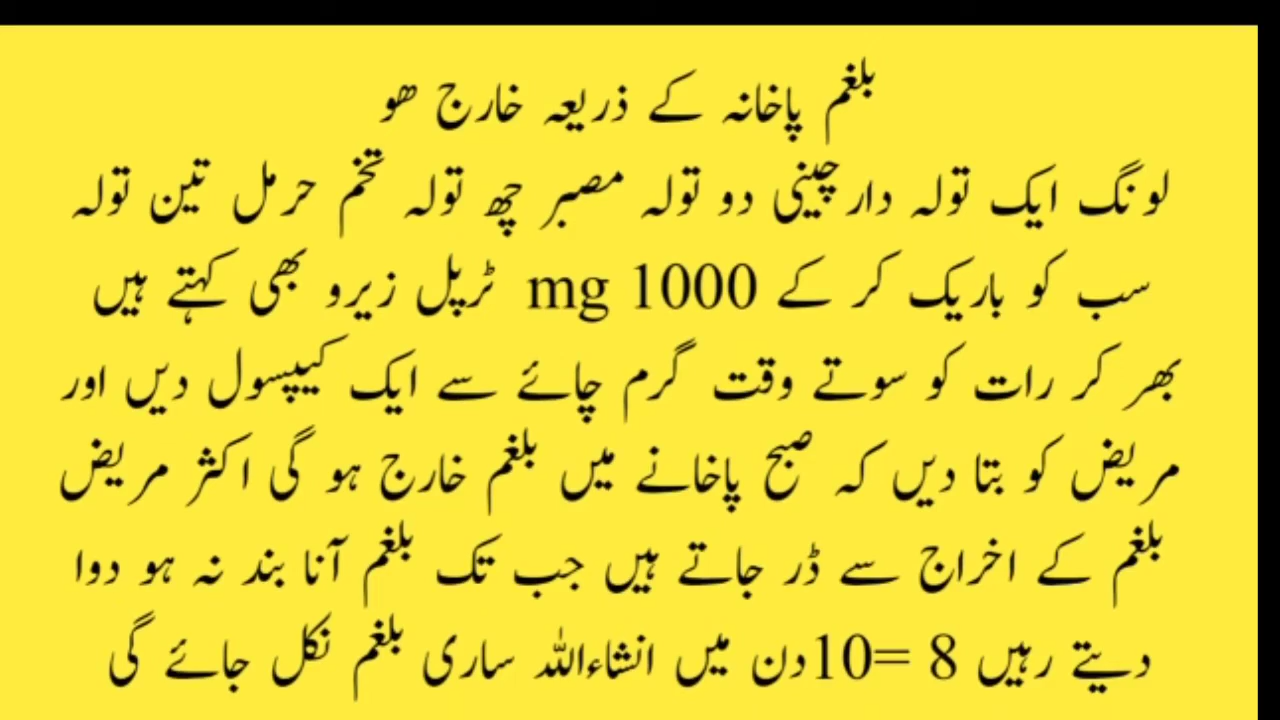 بلغم پاخانہ کے ذریعہ خارج ھو
لونگ ایک تولہ دارچینی دو تولہ مصبر چھ تولہ تخم حرمل تین تولہ
سب کو باریک کر کے 1000 mg ٹرپل زیرو بھی کہتے ہیں
بھر کر رات کو سوتے وقت گرم چائے سے ایک کیپسول دیں اور
مریض کو بتا دیں کہ صبح پاخانے میں بلغم خارج ہو گی اکثر مریض
بلغم کے اخراج سے ڈر جاتے ہیں جب تک بلغم آنا بند نہ ہو دوا
دیتے رہیں 8 =10دن میں انشاءاللہ ساری بلغم نکل جائے گی